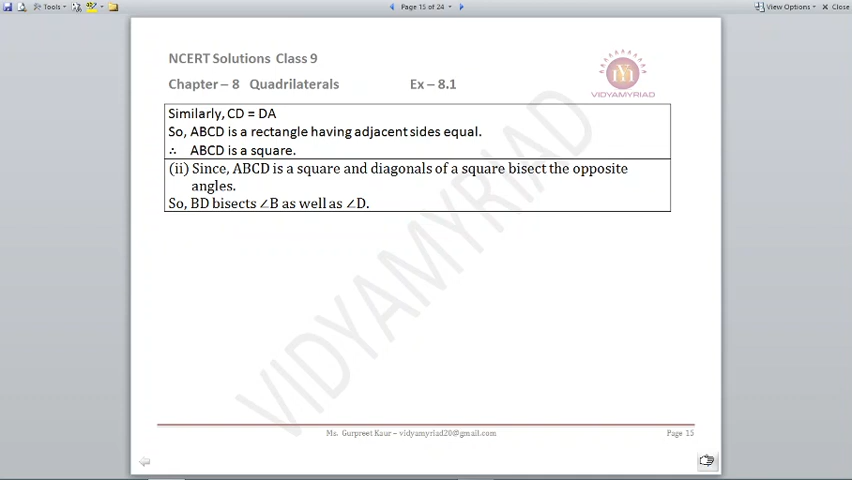 Tools
Page 15 of 24
View Options
Close
NCERT Solutions Class 9
Chapter – 8 Quadrilaterals Ex – 8.1
VIDYAMYRIAD
Similarly, CD = DA
So, ABCD is a rectangle having adjacent sides equal.
∴ ABCD is a square.
(ii) Since, ABCD is a square and diagonals of a square bisect the opposite
angles.
So, BD bisects ∠B as well as ∠D.
VIDYAMYRIAD
Ms. Gurpreet Kaur – vidyamyriad20@gmail.com Page 15